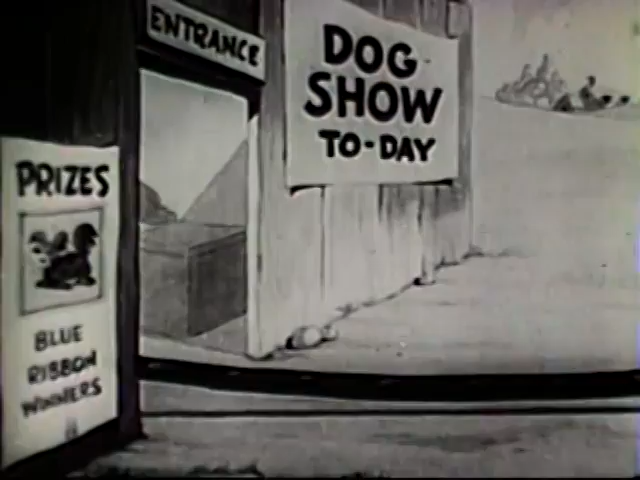 ENTRANCE
DOG
SHOW
TO-DAY
PRIZES
BLUE
RIBBON
WINNERS